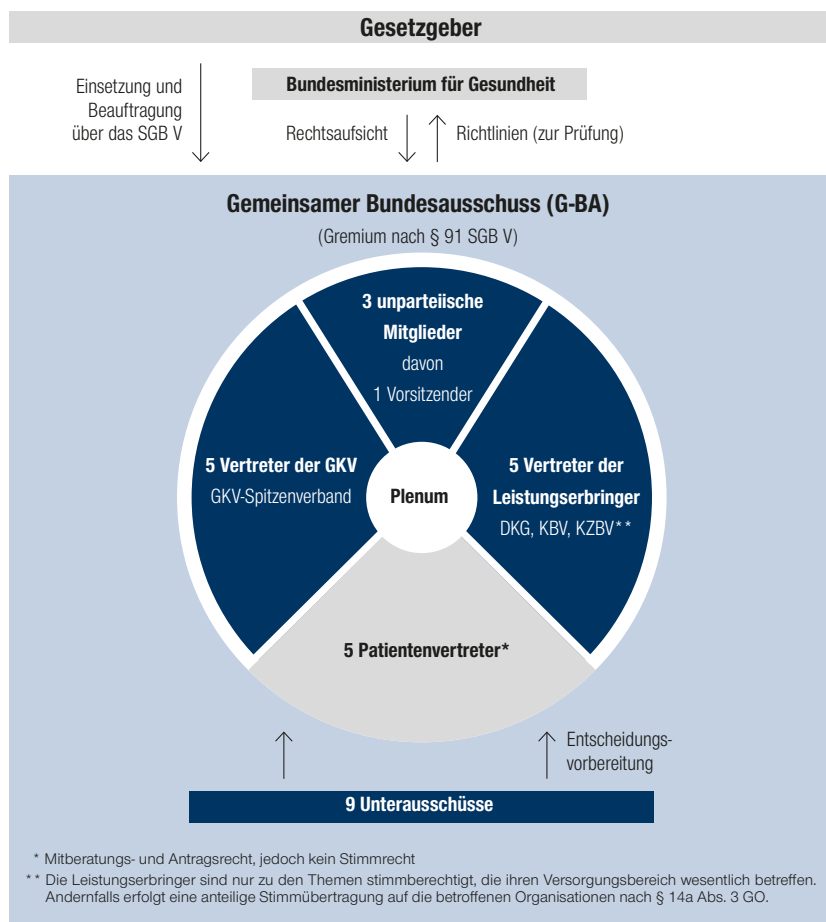 Gesetzgeber
Einsetzung und
Beauftragung
über das SGB V
Bundesministerium für Gesundheit
Rechtsaufsicht
Richtlinien (zur Prüfung)
Gemeinsamer Bundesausschuss (G-BA)
(Gremium nach § 91 SGB V)
3 unparteiische
Mitglieder
davon
1 Vorsitzender
5 Vertreter der GKV
GKV-Spitzenverband
Plenum
5 Vertreter der
Leistungserbringer
DKG, KBV, KZBV**
5 Patientenvertreter*
Entscheidungs-
vorbereitung
9 Unterausschüsse
* Mitberatungs- und Antragsrecht, jedoch kein Stimmrecht
** Die Leistungserbringer sind nur zu den Themen stimmberechtigt, die ihren Versorgungsbereich wesentlich betreffen.
Andernfalls erfolgt eine anteilige Stimmübertragung auf die betroffenen Organisationen nach § 14a Abs. 3 GO.